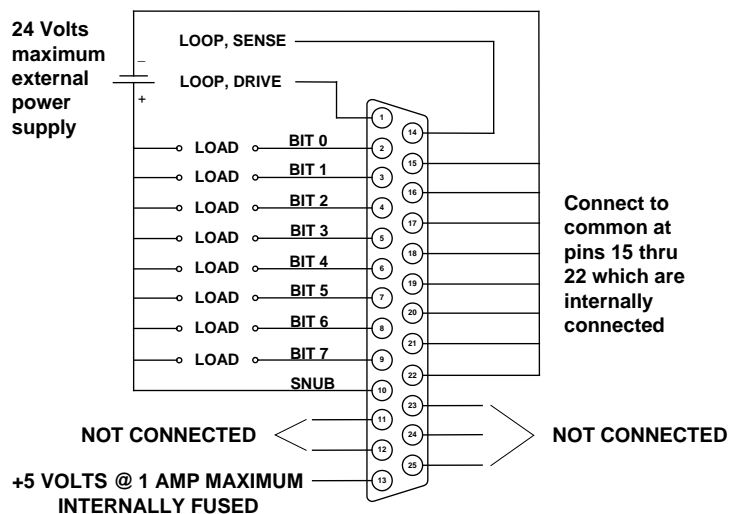 24 Volts
maximum
external
power
supply
–
+
LOOP, SENSE
LOOP, DRIVE
LOAD BIT 0
LOAD BIT 1
LOAD BIT 2
LOAD BIT 3
LOAD BIT 4
LOAD BIT 5
LOAD BIT 6
LOAD BIT 7
SNUB
1
2
3
4
5
6
7
8
9
10
11
12
13
14
15
16
17
18
19
20
21
22
23
24
25
Connect to
common at
pins 15 thru
22 which are
internally
connected
NOT CONNECTED
NOT CONNECTED
+5 VOLTS @ 1 AMP MAXIMUM
INTERNALLY FUSED